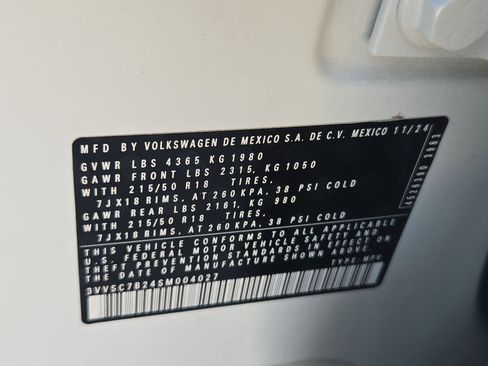 MFD BY VOLKSWAGEN DE MEXICO S.A. DE C.V. MEXICO 11/24
GVWR LBS 4365 KG 1980
GAWR FRONT LBS 2315, KG 1050
WITH 215/50 R18 TIRES,
7JX18 RIMS, AT 260 KPA, 38 PSI COLD
GAWR REAR LBS 2161, KG 980
WITH 215/50 R18 TIRES,
7JX18 RIMS, AT 260 KPA, 38 PSI COLD
THIS VEHICLE CONFORMS TO ALL APPLICABLE
U.S. FEDERAL MOTOR VEHICLE SAFETY AND
THEFT PREVENTION STANDARDS IN EFFECT ON
THE DATE OF MANUFACTURE SHOWN ABOVE
3VVSC7B24SM004027 TYPE: MPV